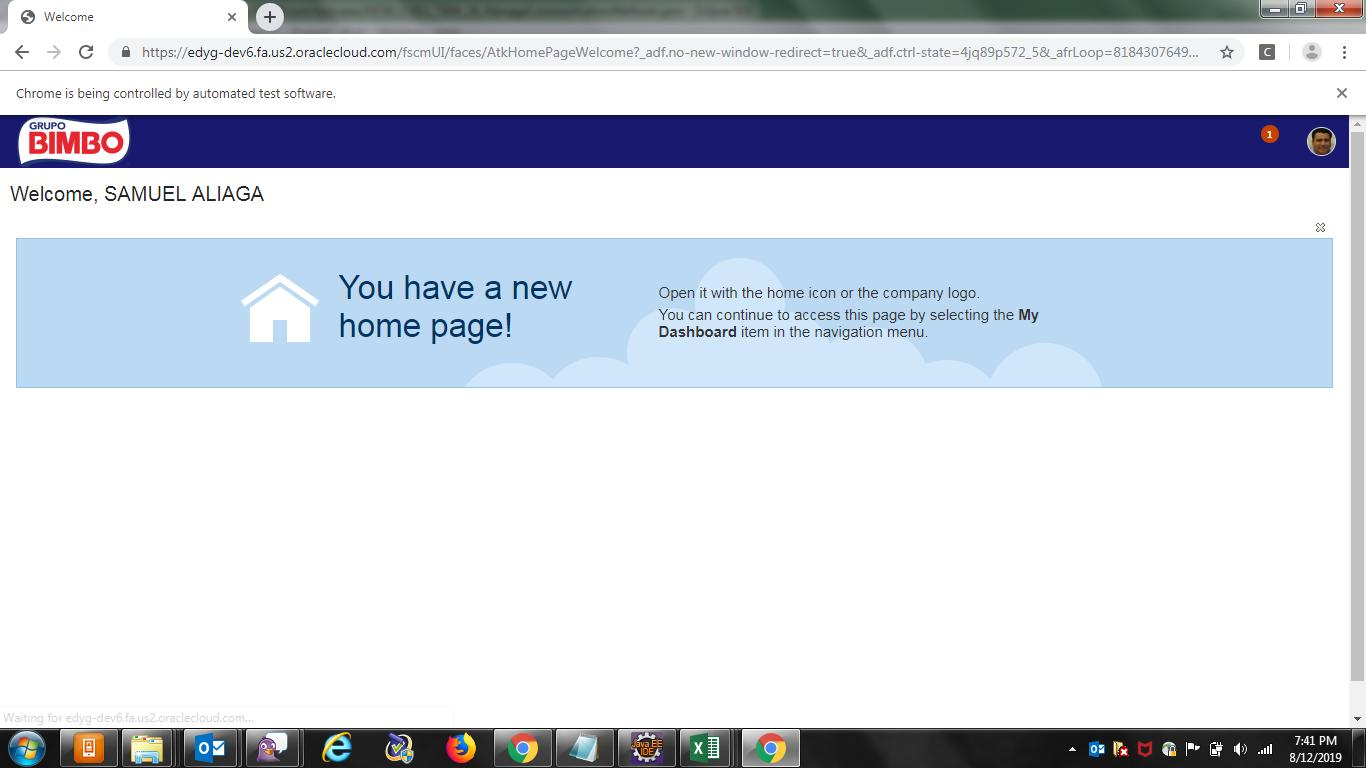 Welcome
https://edyg-dev6.fa.us2.oraclecloud.com/fscmUI/faces/AtkHomePageWelcome?_adf.no-new-window-redirect=true&_adf.ctrl-state=4jq89p572_5&_afrLoop=8184307649...
C
Chrome is being controlled by automated test software.
GRUPO
BIMBO
1
Welcome, SAMUEL ALIAGA
You have a new
home page!
Open it with the home icon or the company logo.
You can continue to access this page by selecting the My
Dashboard item in the navigation menu.
Waiting for edyg-dev6.fa.us2.oraclecloud.com...
Java EE
IDE
7:41 PM
8/12/2019